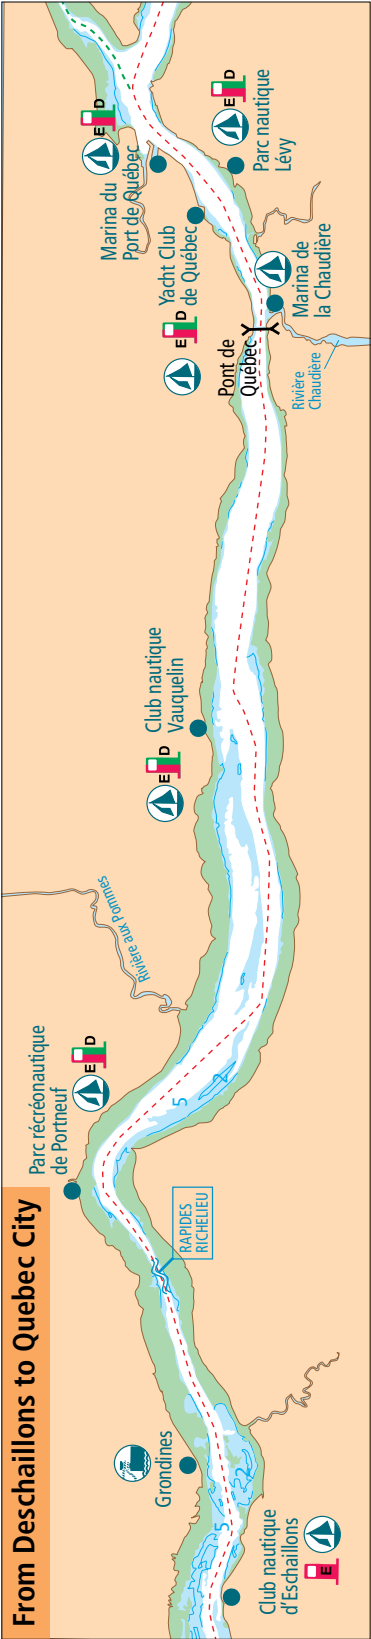 From Deschaillons to Quebec City
Club nautique
d'Eschaillons
E
5
Grondines
RAPIDES
RICHELIEU
Parc récréonautique
de Portneuf
E D
5
2
Rivière aux Pommes
Club nautique
Vauquelin
E D
Pont de
Québec
Rivière
Chaudière
Yacht Club
de Québec
E D
Marina de
la Chaudière
Marina du
Port de Québec
E D
Parc nautique
Lévy
E D